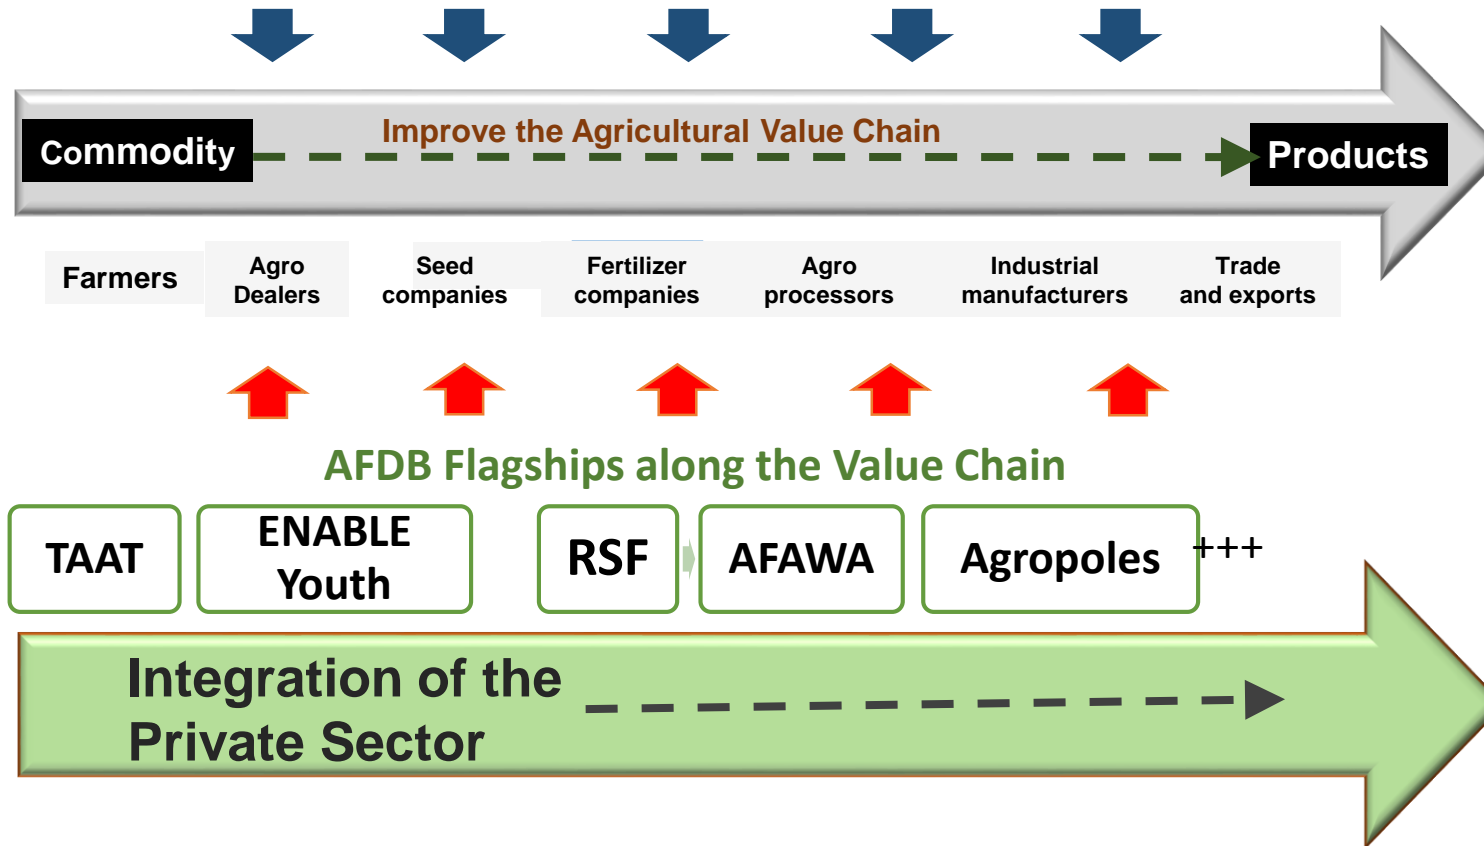 Improve the Agricultural Value Chain
Commodity
Products
Farmers
Agro
Dealers
Seed
companies
Fertilizer
companies
Agro
processors
Industrial
manufacturers
Trade
and exports
AFDB Flagships along the Value Chain
TAAT
ENABLE
Youth
RSF
AFAWA
Agropoles
+++
Integration of the
Private Sector